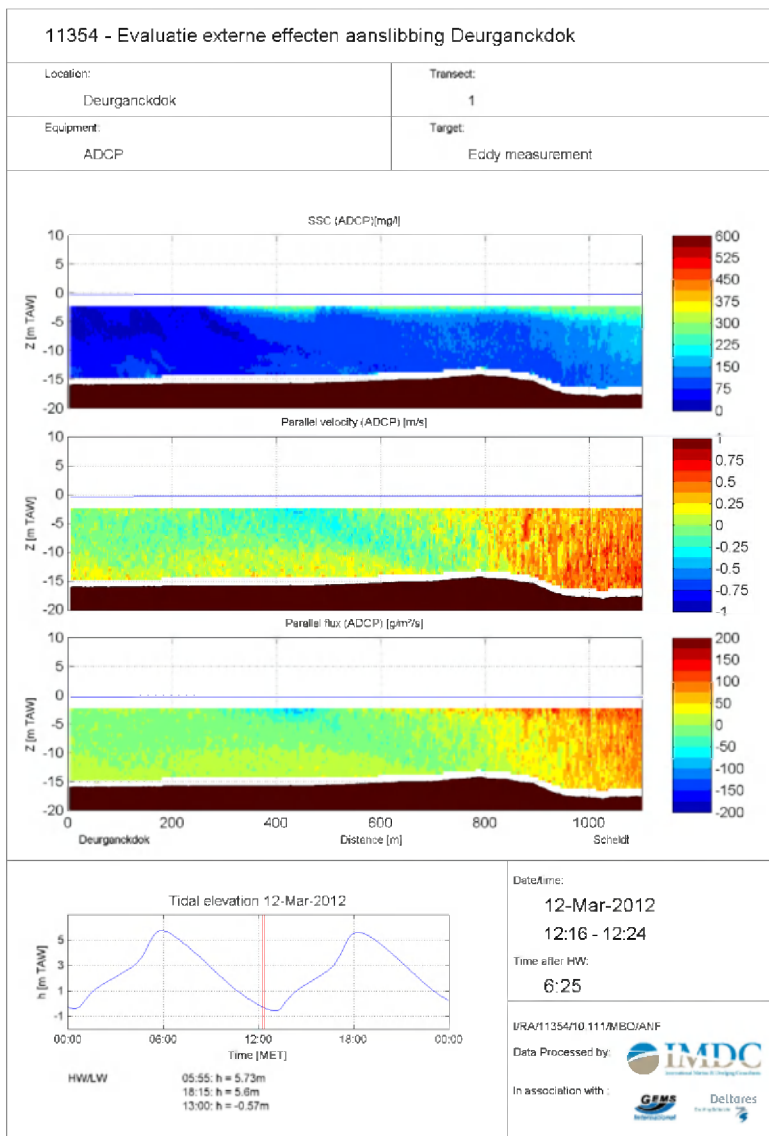 11354 - Evaluatie externe effecten aanslibbing Deurganckdok
Location:
Deurganckdok
Transect:
1
Equipment:
ADCP
Target:
Eddy measurement
SSC (ADCP)[mg/l]
10
5
0
-5
-10
-15
-20
Z [m TAW]
600
525
450
375
300
225
150
75
0
Parallel velocity (ADCP) [m/s]
10
5
0
-5
-10
-15
-20
Z [m TAW]
1
0.75
0.5
0.25
0
-0.25
-0.5
-0.75
-1
Parallel flux (ADCP) [g/m²/s]
10
5
0
-5
-10
-15
-20
Z [m TAW]
200
150
100
50
0
-50
-100
-150
-200
0 200 400 600 800 1000
Deurganckdok Distance [m] Scheldt
Tidal elevation 12-Mar-2012
h [m TAW]
5
3
1
-1
00:00 06:00 12:00 18:00 00:00
Time [MET]
HW/LW
05:55: h = 5.73m
18:15: h = 5.6m
13:00: h = -0.57m
Date/time:
12-Mar-2012
12:16 - 12:24
Time after HW:
6:25
I/RA/11354/10.111/MBO/ANF
Data Processed by:
IMDC
In association with :
GEMS
Deltares